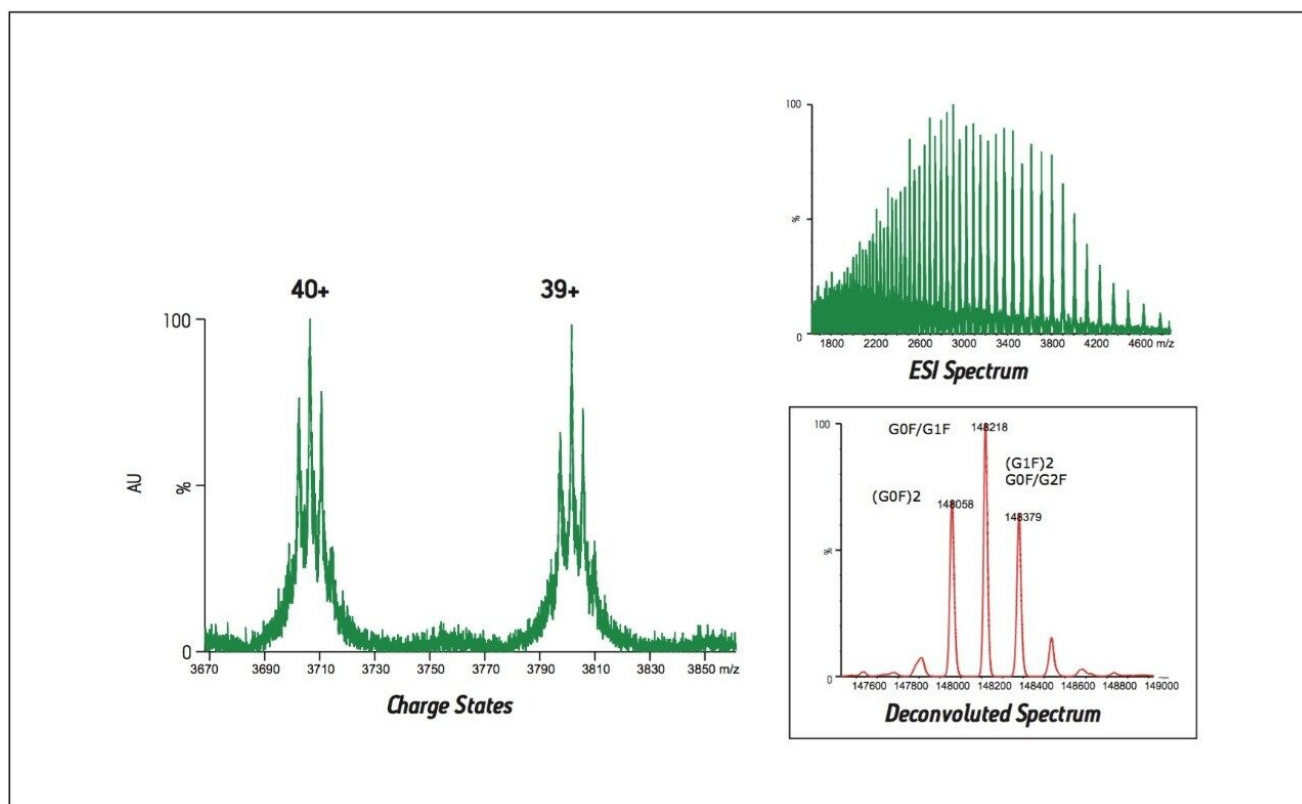 40+
39+
100
AU
%
0
3670 3690 3710 3730 3750 3770 3790 3810 3830 3850 m/z
Charge States
100
%
0
1800 2200 2600 3000 3400 3800 4200 4600 m/z
ESI Spectrum
100
G0F/G1F
148218
(G1F)2
G0F/G2F
(G0F)2
148058
148379
%
0
147600 147800 148000 148200 148400 148600 148800 149000
Deconvoluted Spectrum